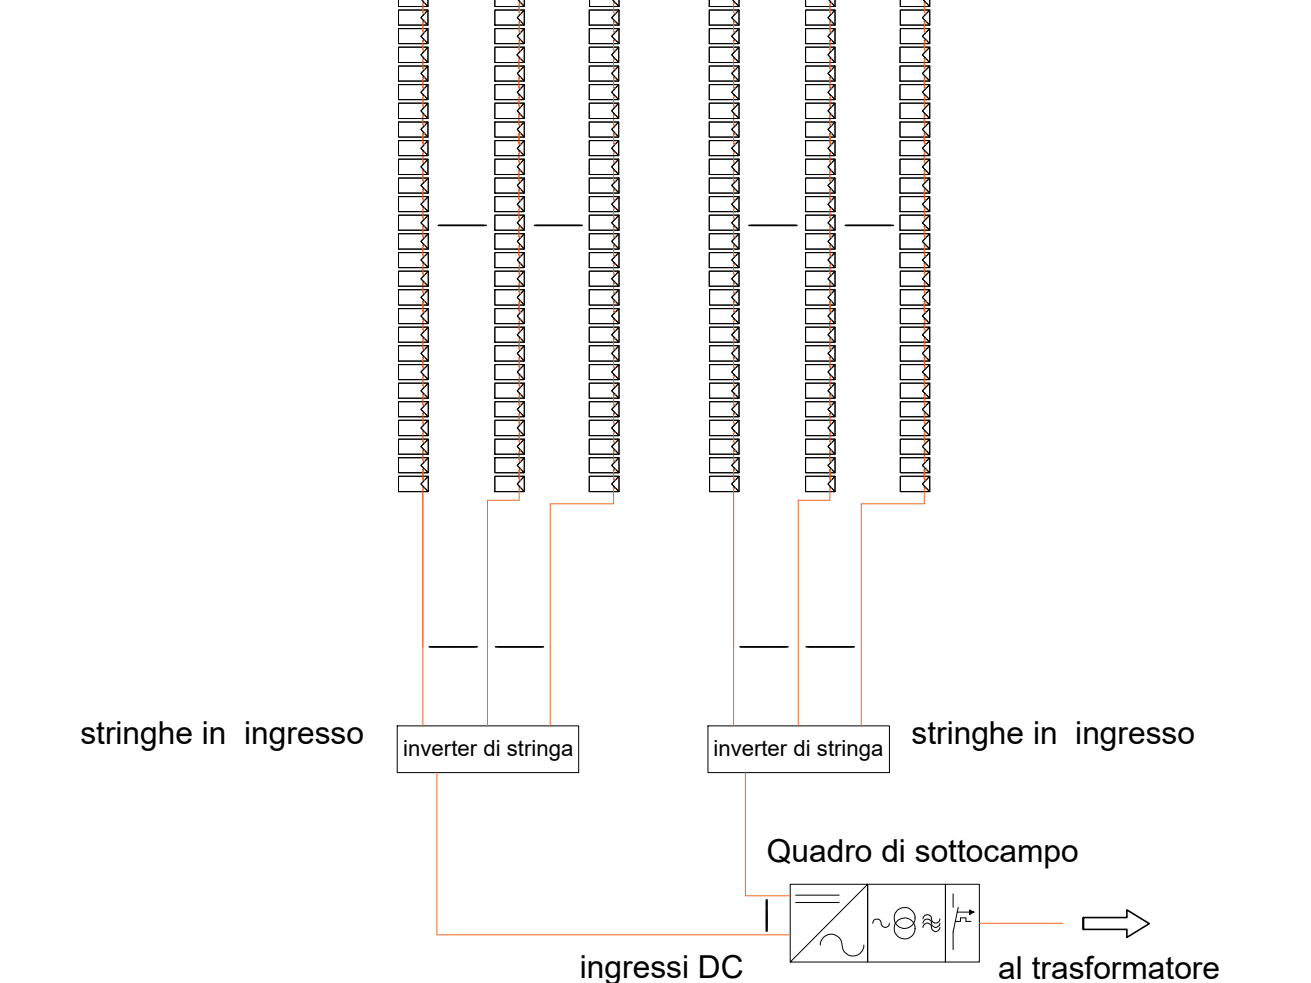 stringhe in  ingresso
inverter di stringa
inverter di stringa
stringhe in  ingresso
Quadro di sottocampo
ingressi DC
al trasformatore